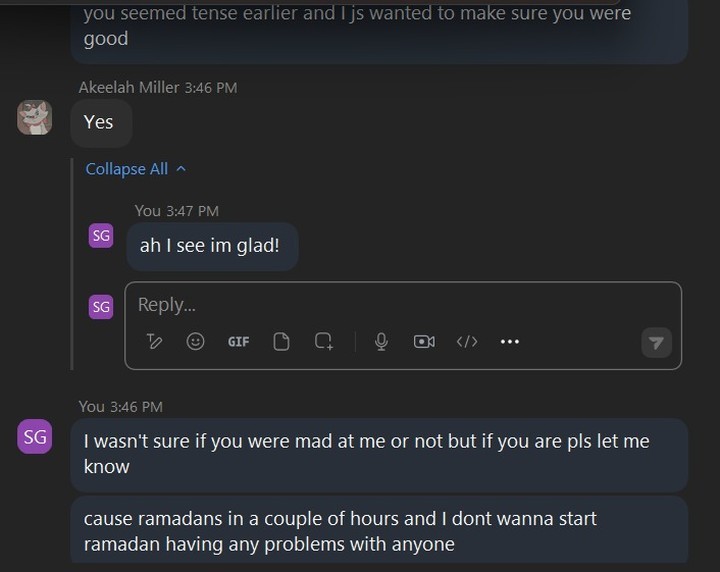 you seemed tense earlier and I js wanted to make sure you were
good
Akeelah Miller 3:46 PM
Yes
Collapse All
You 3:47 PM
SG
ah I see im glad!
SG
Reply...
GIF
You 3:46 PM
SG
I wasn't sure if you were mad at me or not but if you are pls let me
know
cause ramadans in a couple of hours and I dont wanna start
ramadan having any problems with anyone